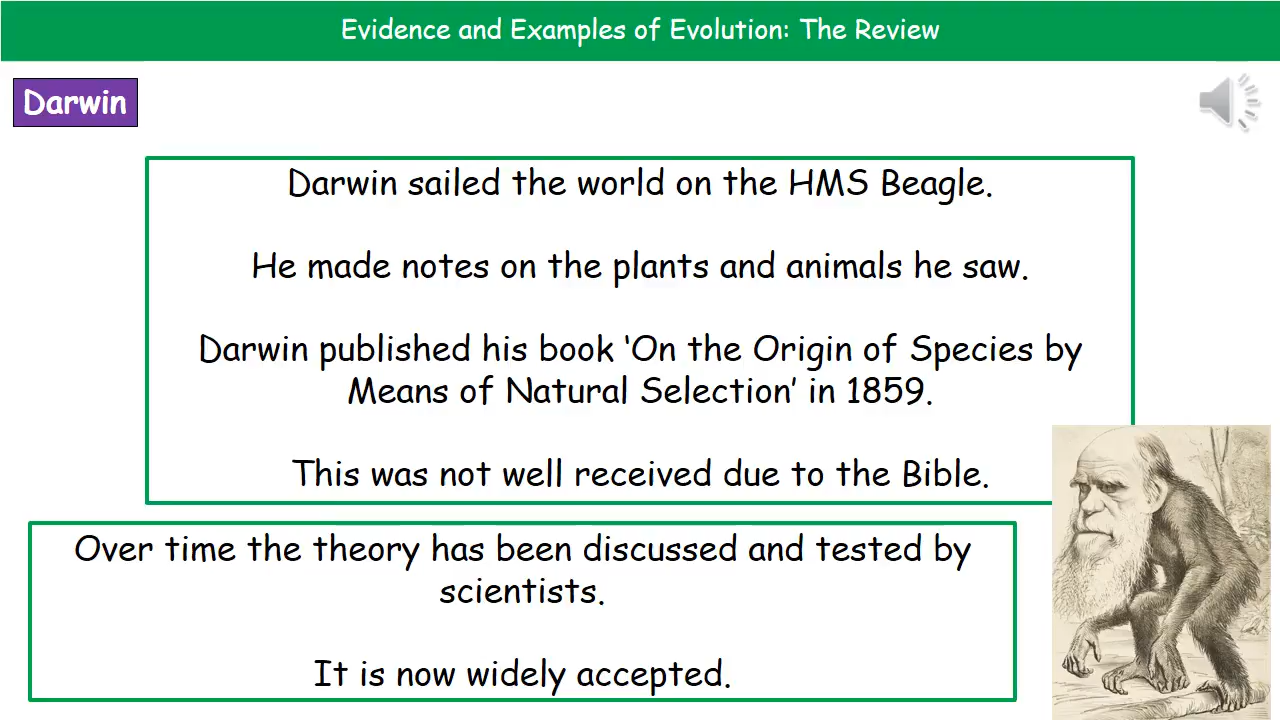 Evidence and Examples of Evolution: The Review
Darwin
Darwin sailed the world on the HMS Beagle.
He made notes on the plants and animals he saw.
Darwin published his book ‘On the Origin of Species by
Means of Natural Selection’ in 1859.
This was not well received due to the Bible.
Over time the theory has been discussed and tested by
scientists.
It is now widely accepted.